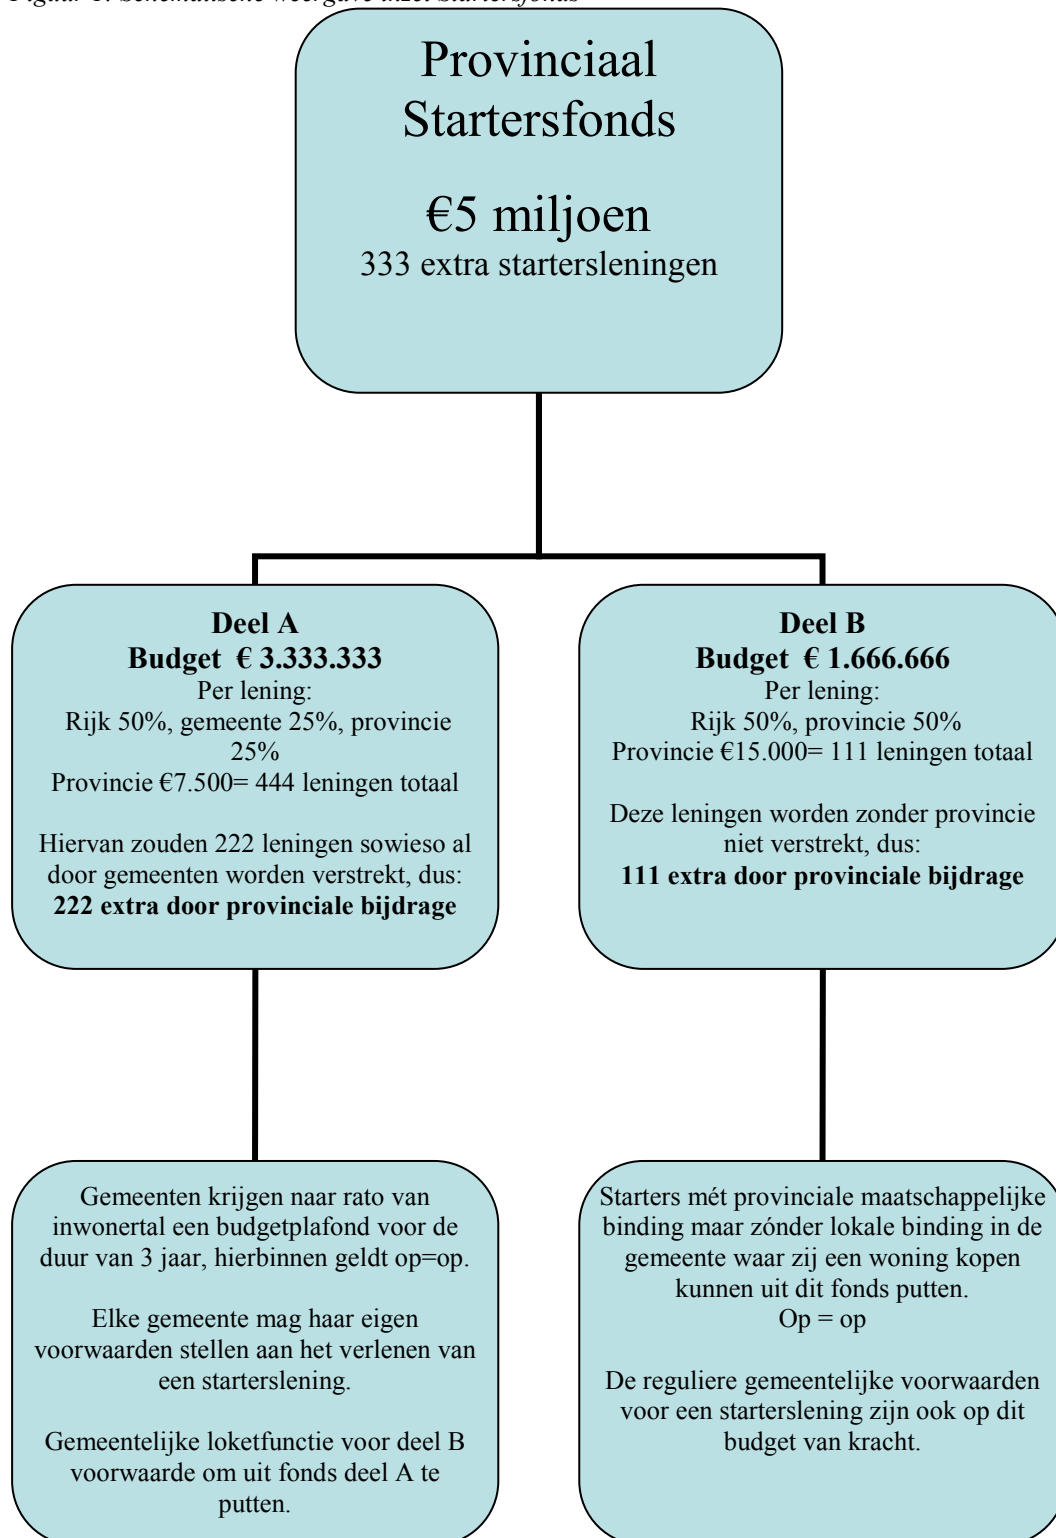 Figuur 1: Schematische weergave inzet Startersfonds
Provinciaal
Startersfonds
€5 miljoen
333 extra startersleningen
Deel A
Budget € 3.333.333
Per lening:
Rijk 50%, gemeente 25%, provincie
25%
Provincie €7.500= 444 leningen totaal
Hiervan zouden 222 leningen sowieso al
door gemeenten worden verstrekt, dus:
222 extra door provinciale bijdrage
Deel B
Budget € 1.666.666
Per lening:
Rijk 50%, provincie 50%
Provincie €15.000= 111 leningen totaal
Deze leningen worden zonder provincie
niet verstrekt, dus:
111 extra door provinciale bijdrage
Gemeenten krijgen naar rato van
inwonertal een budgetplafond voor de
duur van 3 jaar, hierbinnen geldt op=op.
Elke gemeente mag haar eigen
voorwaarden stellen aan het verlenen van
een starterslening.
Gemeentelijke loketfunctie voor deel B
voorwaarde om uit fonds deel A te
putten.
Starters mét provinciale maatschappelijke
binding maar zónder lokale binding in de
gemeente waar zij een woning kopen
kunnen uit dit fonds putten.
Op = op
De reguliere gemeentelijke voorwaarden
voor een starterslening zijn ook op dit
budget van kracht.